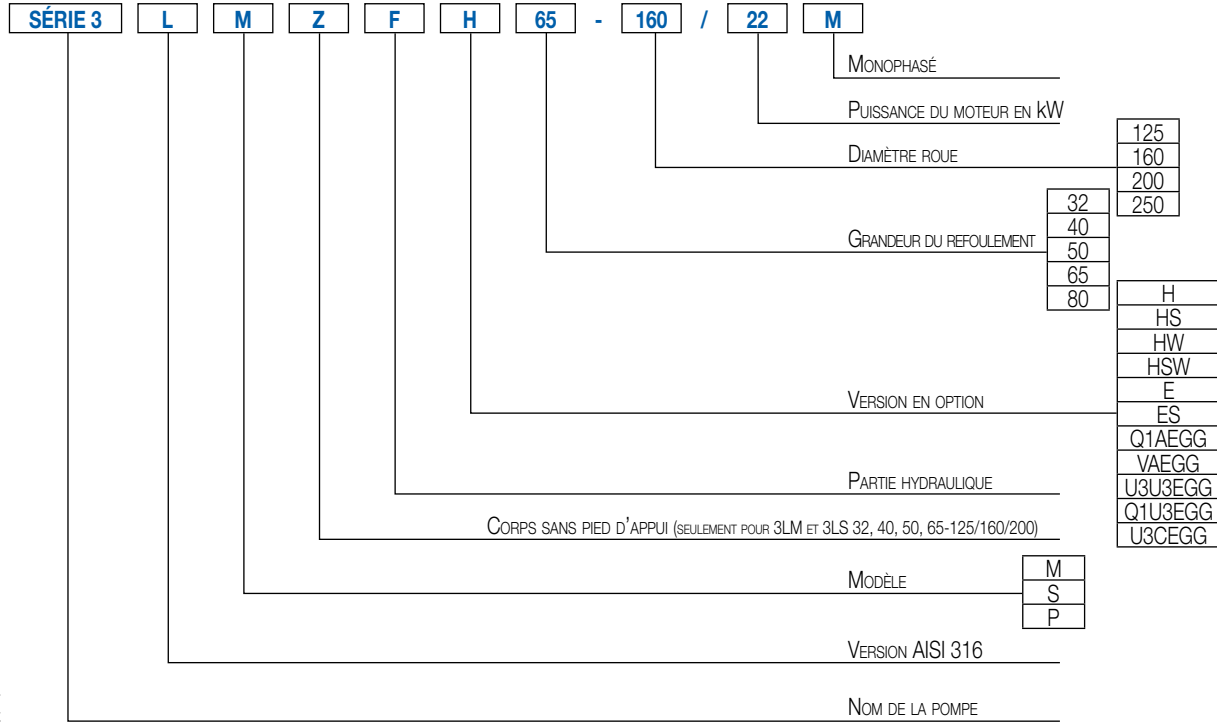 SÉRIE 3 L M Z F H 65 - 160 / 22 M
Monophasé
Puissance du moteur en kW
Diamètre roue
125
160
200
250
Grandeur du refoulement
32
40
50
65
80
Version en option
H
HS
HW
HSW
E
ES
Q1AEGG
VAEGG
U3U3EGG
Q1U3EGG
U3CEGG
Partie hydraulique
Corps sans pied d'appui (seulement pour 3LM et 3LS 32, 40, 50, 65-125/160/200)
Modèle
M
S
P
Version AISI 316
Nom de la pompe